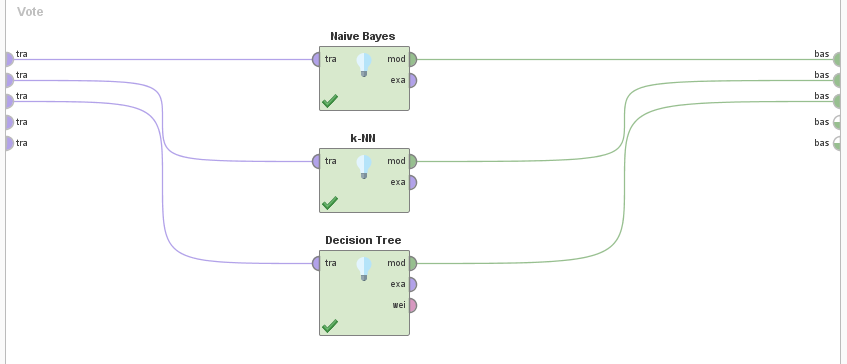 Vote
Naive Bayes
tra
tra mod
bas
tra
exa
bas
tra
bas
tra
bas
tra
bas
k-NN
tra mod
exa
Decision Tree
tra mod
exa
wei